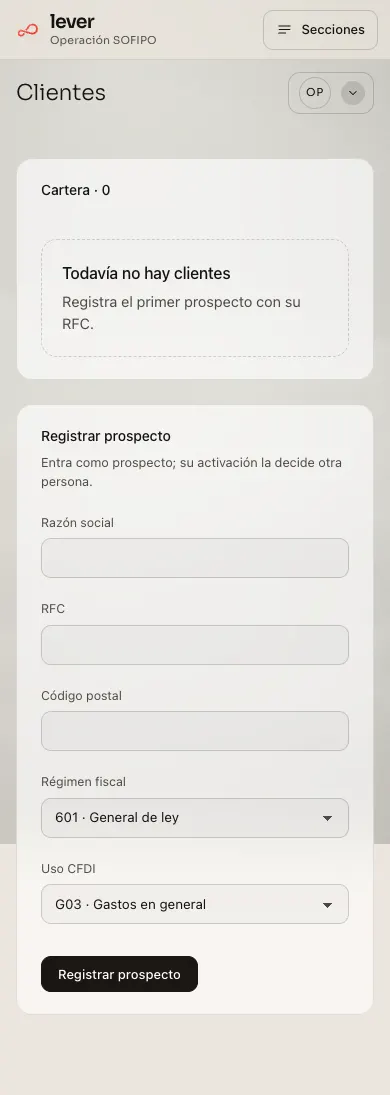 lever
Operación SOFIPO
Secciones
Clientes
OP
Cartera · 0
Todavía no hay clientes
Registra el primer prospecto con su
RFC.
Registrar prospecto
Entra como prospecto; su activación la decide otra
persona.
Razón social
RFC
Código postal
Régimen fiscal
601 · General de ley
Uso CFDI
G03 · Gastos en general
Registrar prospecto